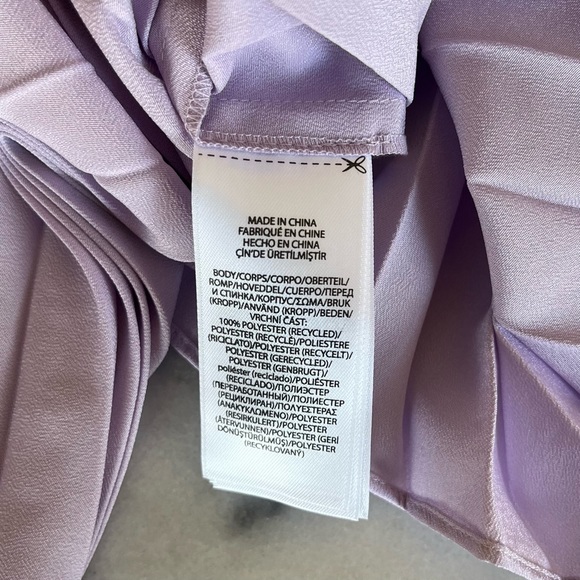 MADE IN CHINA
FABRIQUÉ EN CHINE
HECHO EN CHINA
ÇİN'DE ÜRETİLMİŞTİR
BODY/CORPS/CORPO/OBERTEIL/
ROMP/HOVEDDEL/CUERPO/ПЕРЕД
И СПИНКА/КОРПУС/ΣΩΜΑ/BRUK
(KROPP)/ANVÄND (KROPP)/BEDEN/
VRCHNÍ ČÁST:
100% POLYESTER (RECYCLED)/
POLYESTER (RECYCLÉ)/POLIESTERE
(RICICLATO)/POLYESTER (RECYCELT)/
POLYESTER (GERECYCLED)/
POLYESTER (GENBRUGT)/
poliéster (reciclado)/POLIÉSTER
(RECICLADO)/ПОЛИЭСТЕР
(ПЕРЕРАБОТАННЫЙ)/ПОЛИЕСТЕР
(РЕЦИКЛИРАН)/ΠΟΛΥΕΣΤΕΡΑΣ
(ΑΝΑΚΥΚΛΩΜΕΝΟ)/POLYESTER
(RESIRKULERT)/POLYESTER
(ÅTERVUNNEN)/POLYESTER (GERİ
DÖNÜŞTÜRÜLMÜŞ)/POLYESTER
(RECYKLOVANÝ)